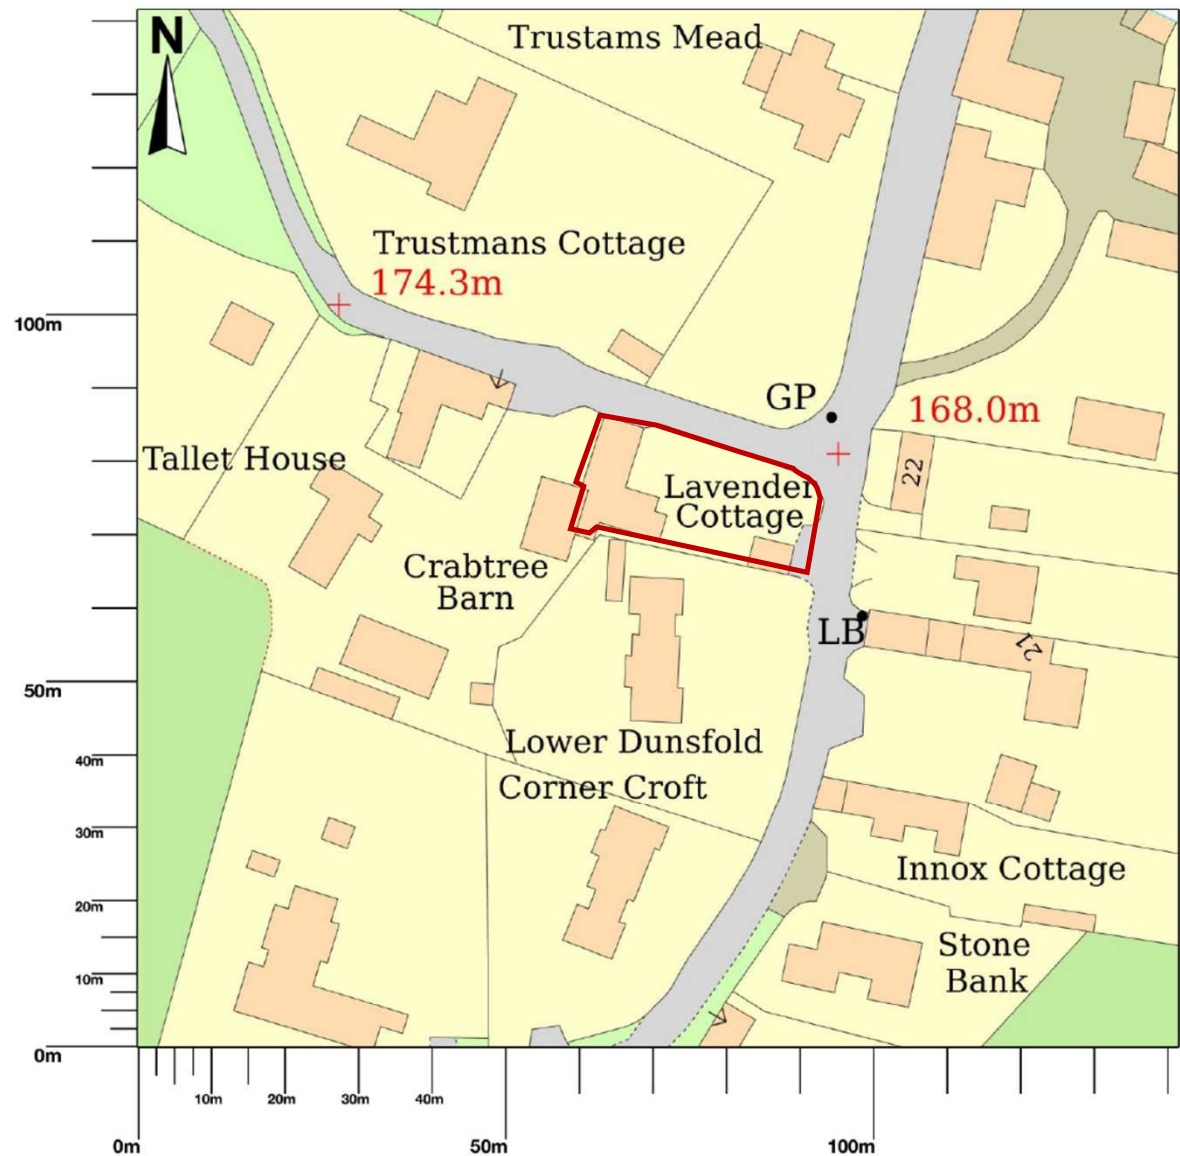 N
Trustams Mead
Trustmans Cottage
174.3m
100m
GP
168.0m
Tallet House
22
Lavender
Cottage
Crabtree
Barn
LB
21
50m
Lower Dunsfold
40m
Corner Croft
30m
Innox Cottage
20m
Stone
Bank
10m
0m
10m 20m 30m 40m
0m 50m 100m